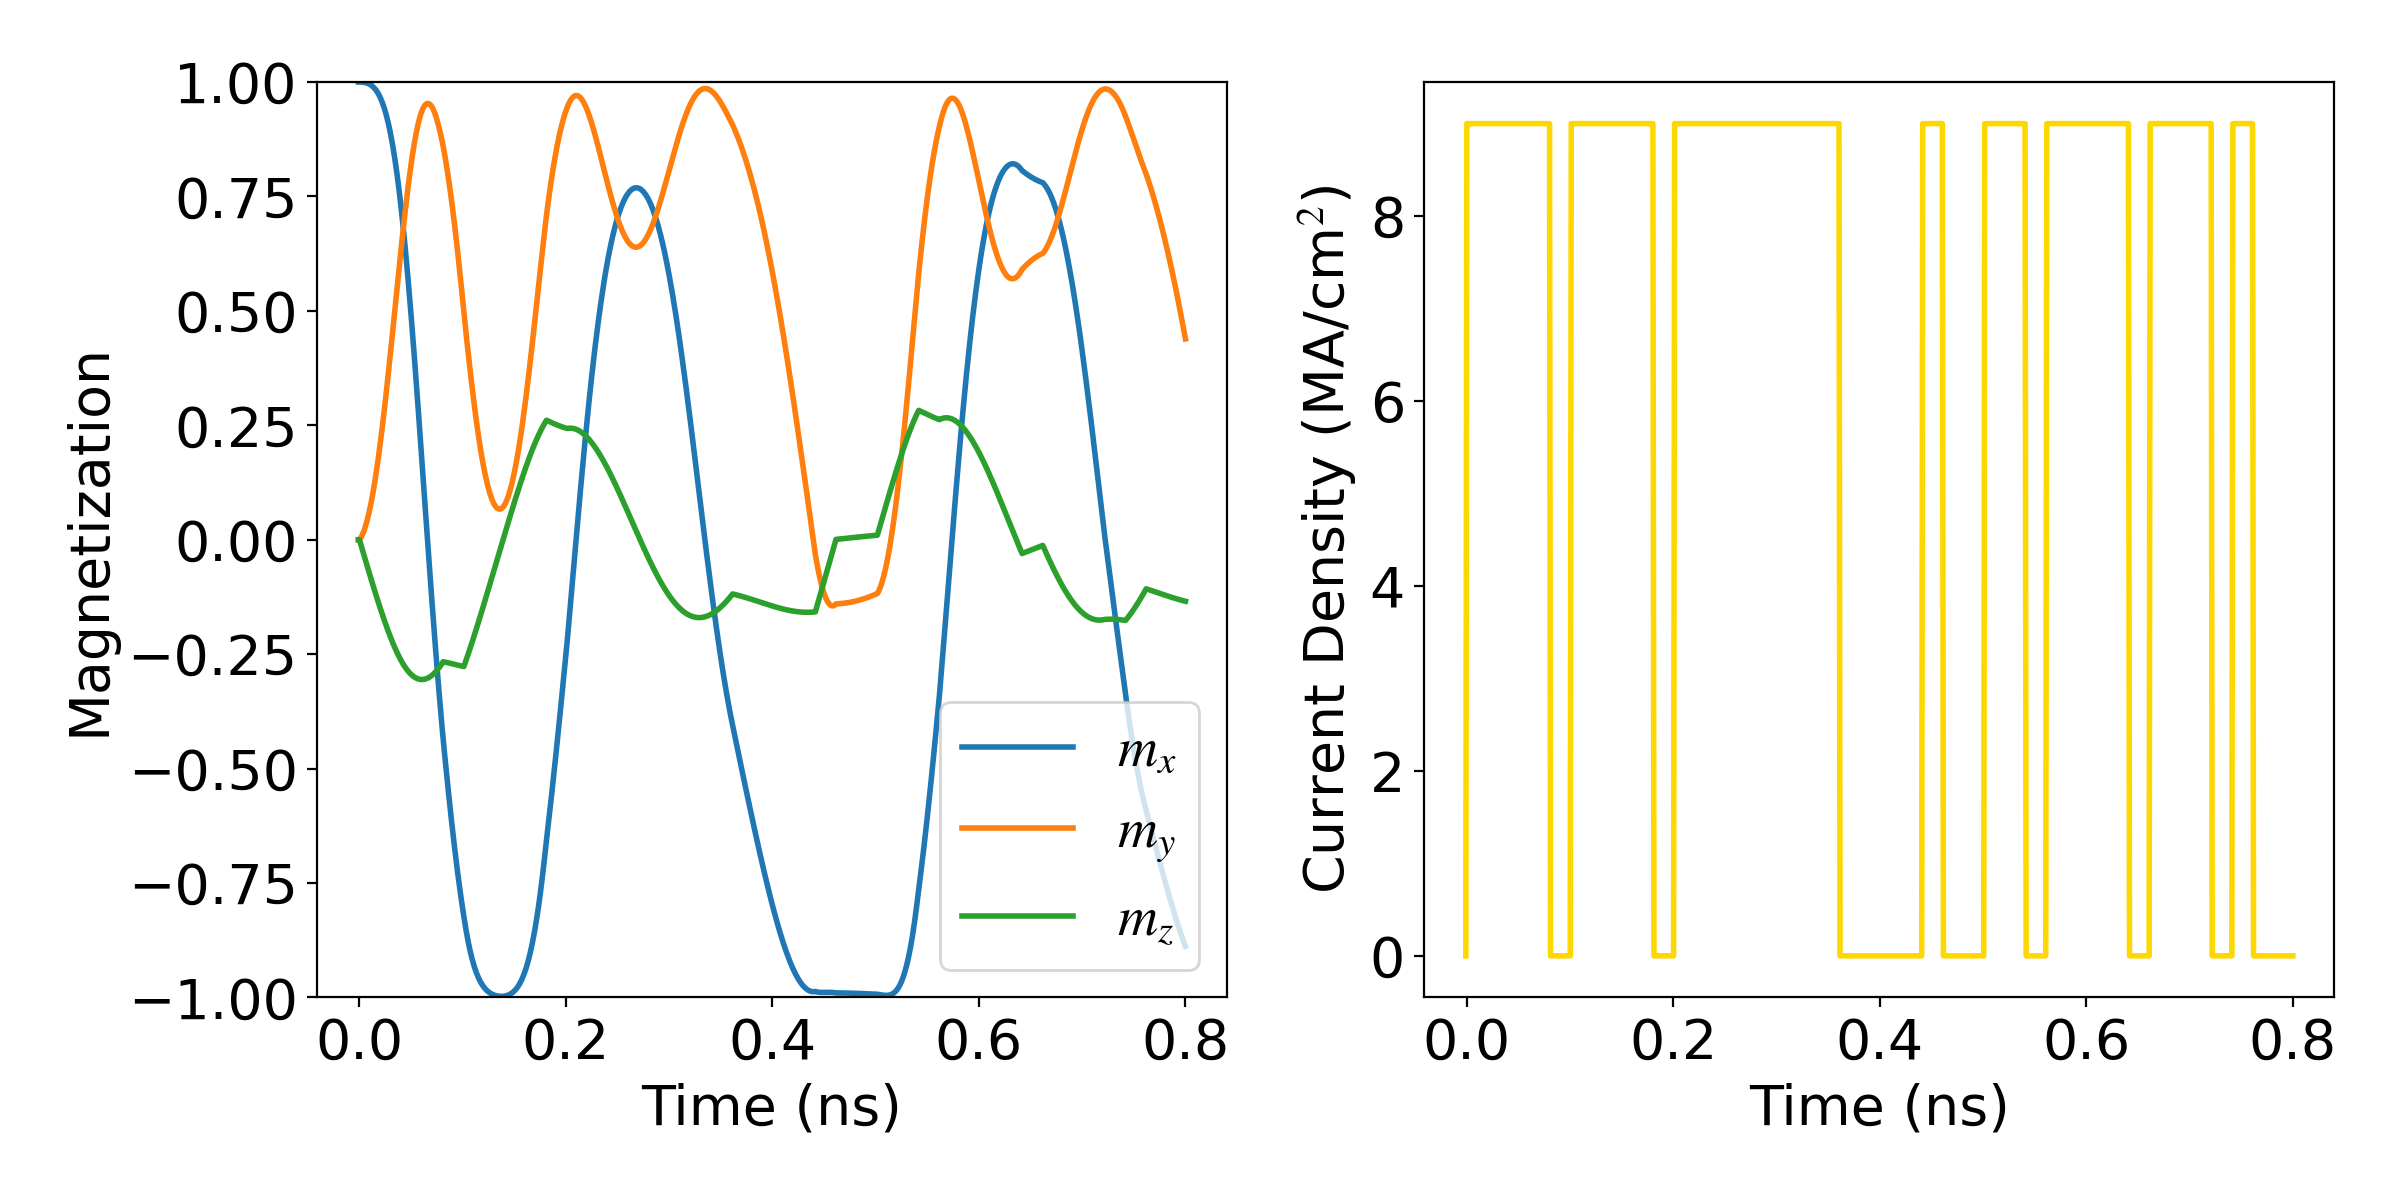 Magnetization
1.00
0.75
0.50
0.25
0.00
−0.25
−0.50
−0.75
−1.00
0.0 0.2 0.4 0.6 0.8
Time (ns)
mₓ
m_y
m_z
Current Density (MA/cm²)
8
6
4
2
0
0.0 0.2 0.4 0.6 0.8
Time (ns)